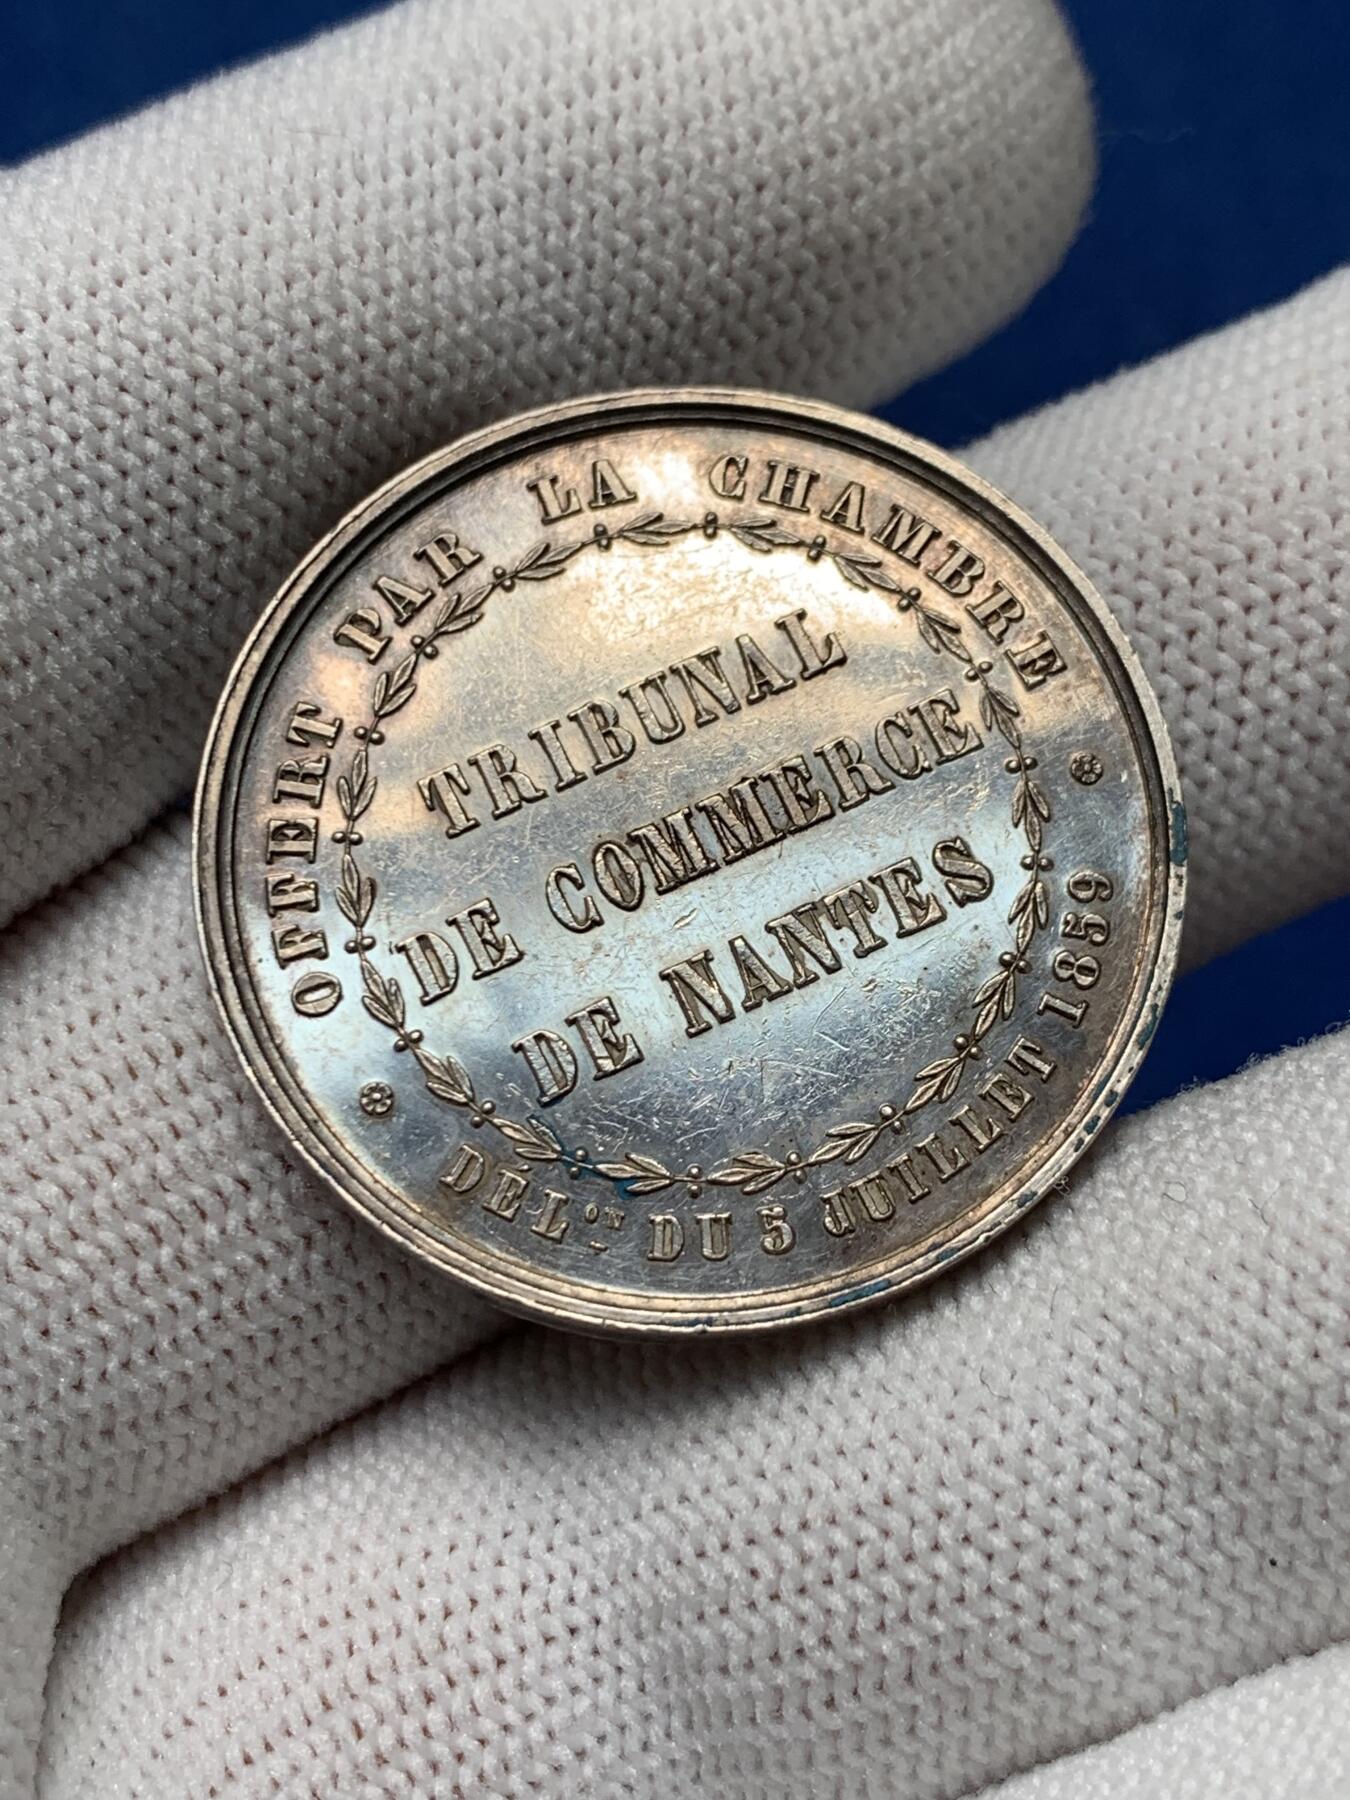 OFFERT PAR LA CHAMBRE
TRIBUNAL
DE COMMERCE
DE NANTES
DÉL.ON DU 5 JUILLET 1859